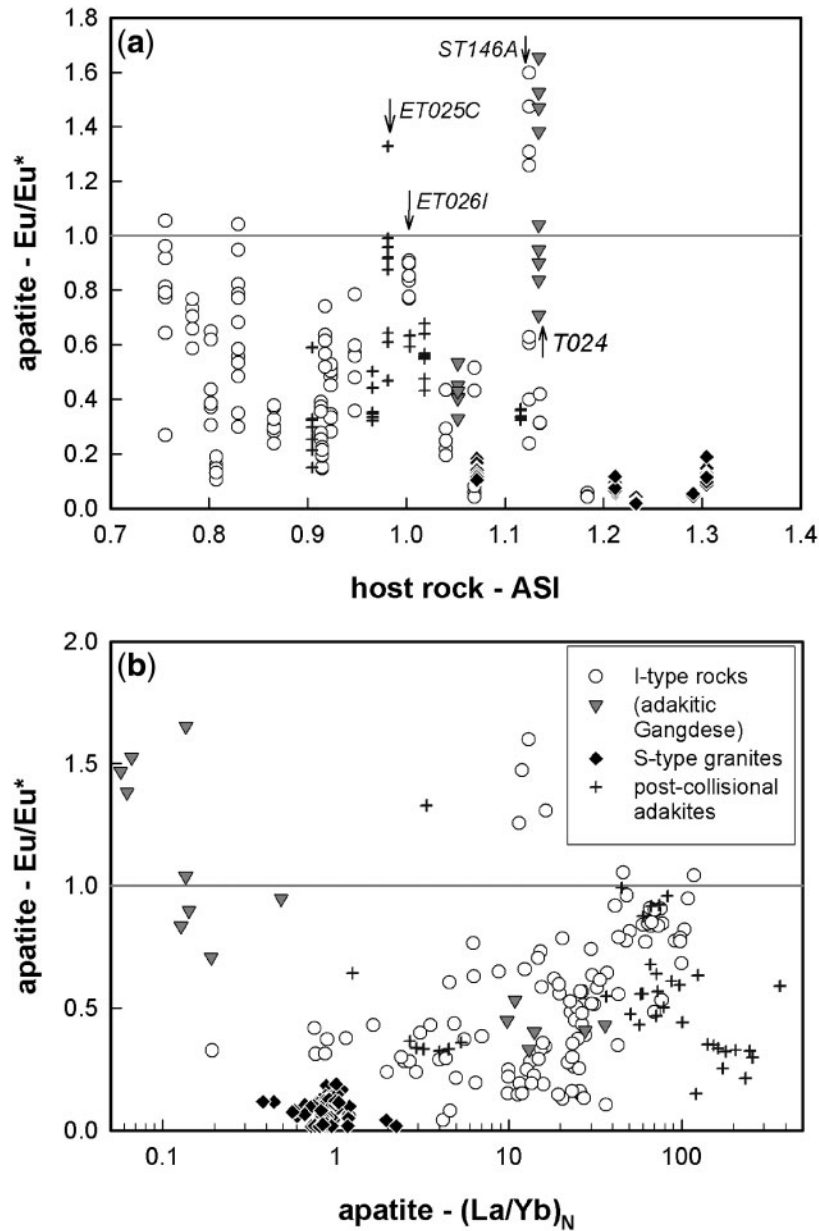 (a)
ST146A
ET025C
ET026I
T024
apatite - Eu/Eu*
1.8
1.6
1.4
1.2
1.0
0.8
0.6
0.4
0.2
0.0
0.7 0.8 0.9 1.0 1.1 1.2 1.3 1.4
host rock - ASI
(b)
I-type rocks
(adakitic
Gangdese)
S-type granites
post-collisional
adakites
apatite - Eu/Eu*
2.0
1.5
1.0
0.5
0.0
0.1 1 10 100
apatite - (La/Yb)N